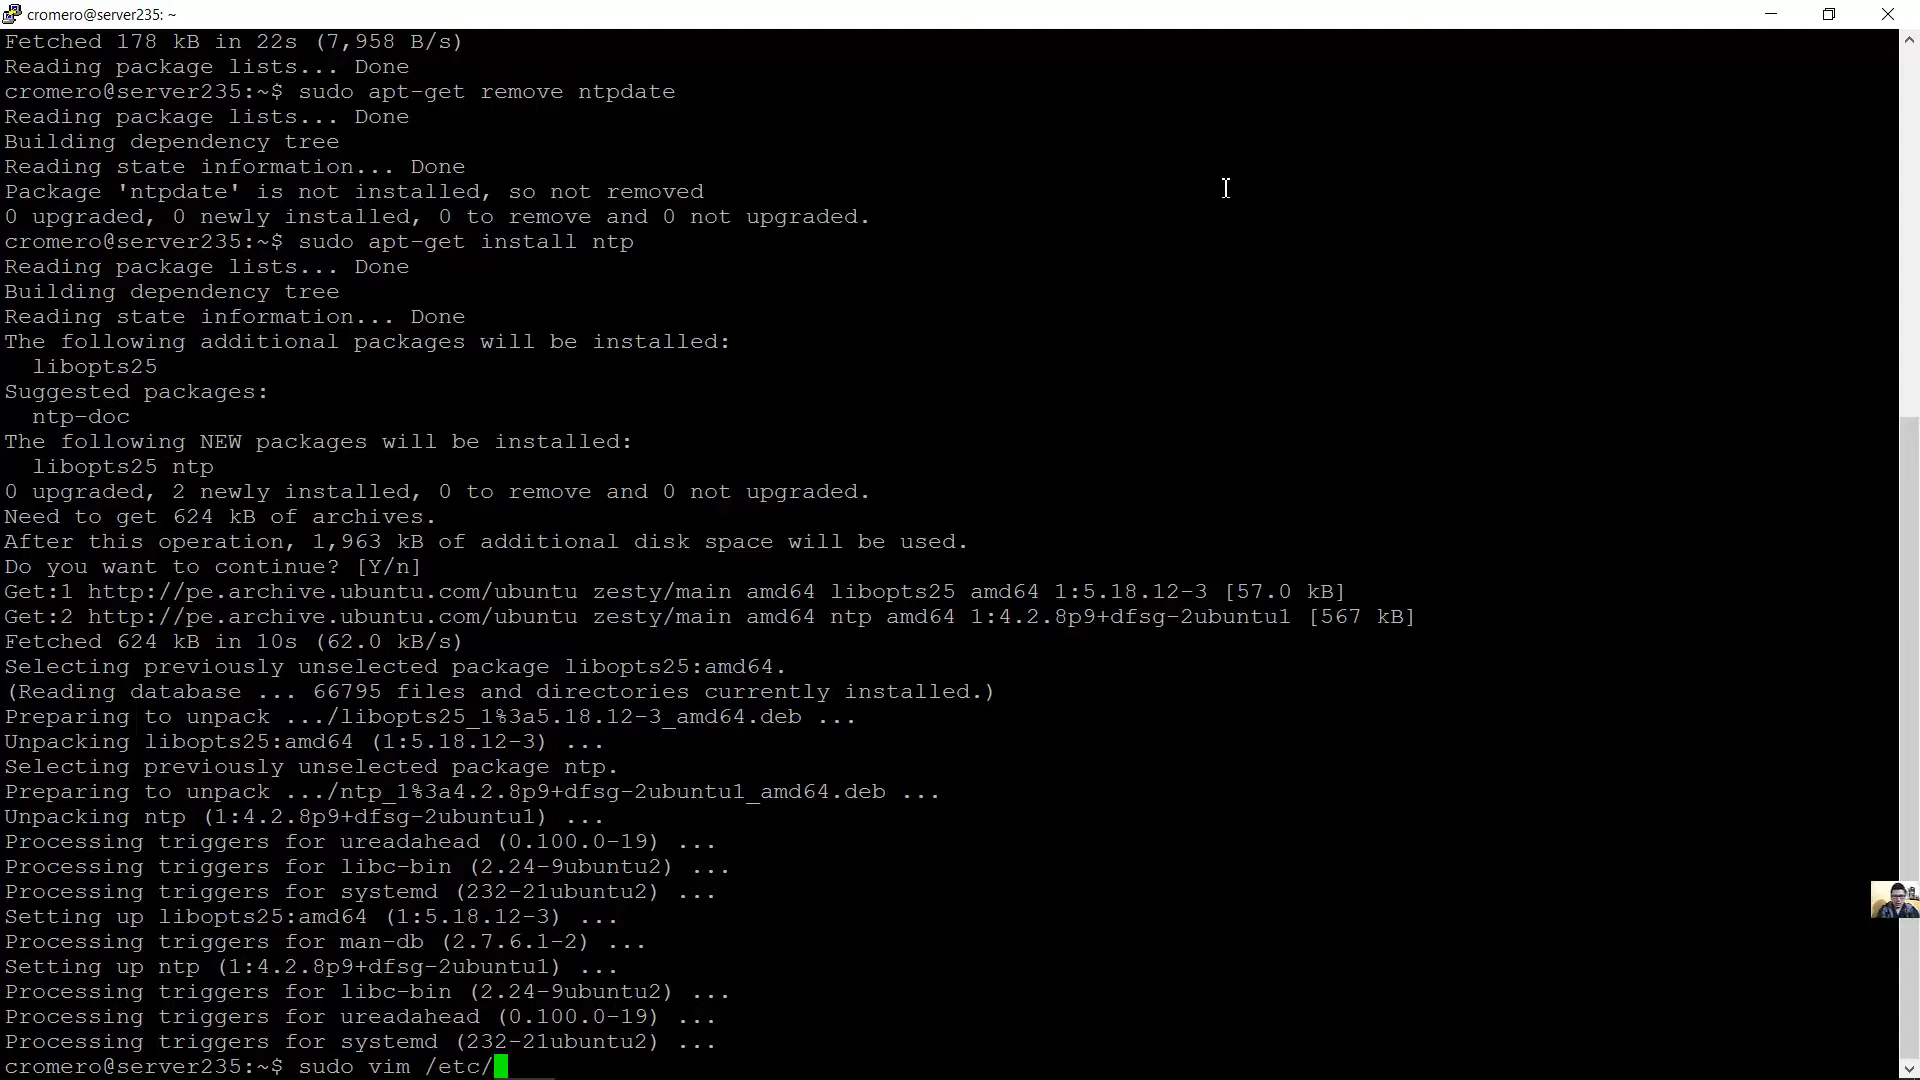 cromero@server235: ~
Fetched 178 kB in 22s (7,958 B/s)
Reading package lists... Done
cromero@server235:~$ sudo apt-get remove ntpdate
Reading package lists... Done
Building dependency tree
Reading state information... Done
Package 'ntpdate' is not installed, so not removed
0 upgraded, 0 newly installed, 0 to remove and 0 not upgraded.
cromero@server235:~$ sudo apt-get install ntp
Reading package lists... Done
Building dependency tree
Reading state information... Done
The following additional packages will be installed:
  libopts25
Suggested packages:
  ntp-doc
The following NEW packages will be installed:
  libopts25 ntp
0 upgraded, 2 newly installed, 0 to remove and 0 not upgraded.
Need to get 624 kB of archives.
After this operation, 1,963 kB of additional disk space will be used.
Do you want to continue? [Y/n]
Get:1 http://pe.archive.ubuntu.com/ubuntu zesty/main amd64 libopts25 amd64 1:5.18.12-3 [57.0 kB]
Get:2 http://pe.archive.ubuntu.com/ubuntu zesty/main amd64 ntp amd64 1:4.2.8p9+dfsg-2ubuntu1 [567 kB]
Fetched 624 kB in 10s (62.0 kB/s)
Selecting previously unselected package libopts25:amd64.
(Reading database ... 66795 files and directories currently installed.)
Preparing to unpack .../libopts25_1%3a5.18.12-3_amd64.deb ...
Unpacking libopts25:amd64 (1:5.18.12-3) ...
Selecting previously unselected package ntp.
Preparing to unpack .../ntp_1%3a4.2.8p9+dfsg-2ubuntu1_amd64.deb ...
Unpacking ntp (1:4.2.8p9+dfsg-2ubuntu1) ...
Processing triggers for ureadahead (0.100.0-19) ...
Processing triggers for libc-bin (2.24-9ubuntu2) ...
Processing triggers for systemd (232-21ubuntu2) ...
Setting up libopts25:amd64 (1:5.18.12-3) ...
Processing triggers for man-db (2.7.6.1-2) ...
Setting up ntp (1:4.2.8p9+dfsg-2ubuntu1) ...
Processing triggers for libc-bin (2.24-9ubuntu2) ...
Processing triggers for ureadahead (0.100.0-19) ...
Processing triggers for systemd (232-21ubuntu2) ...
cromero@server235:~$ sudo vim /etc/